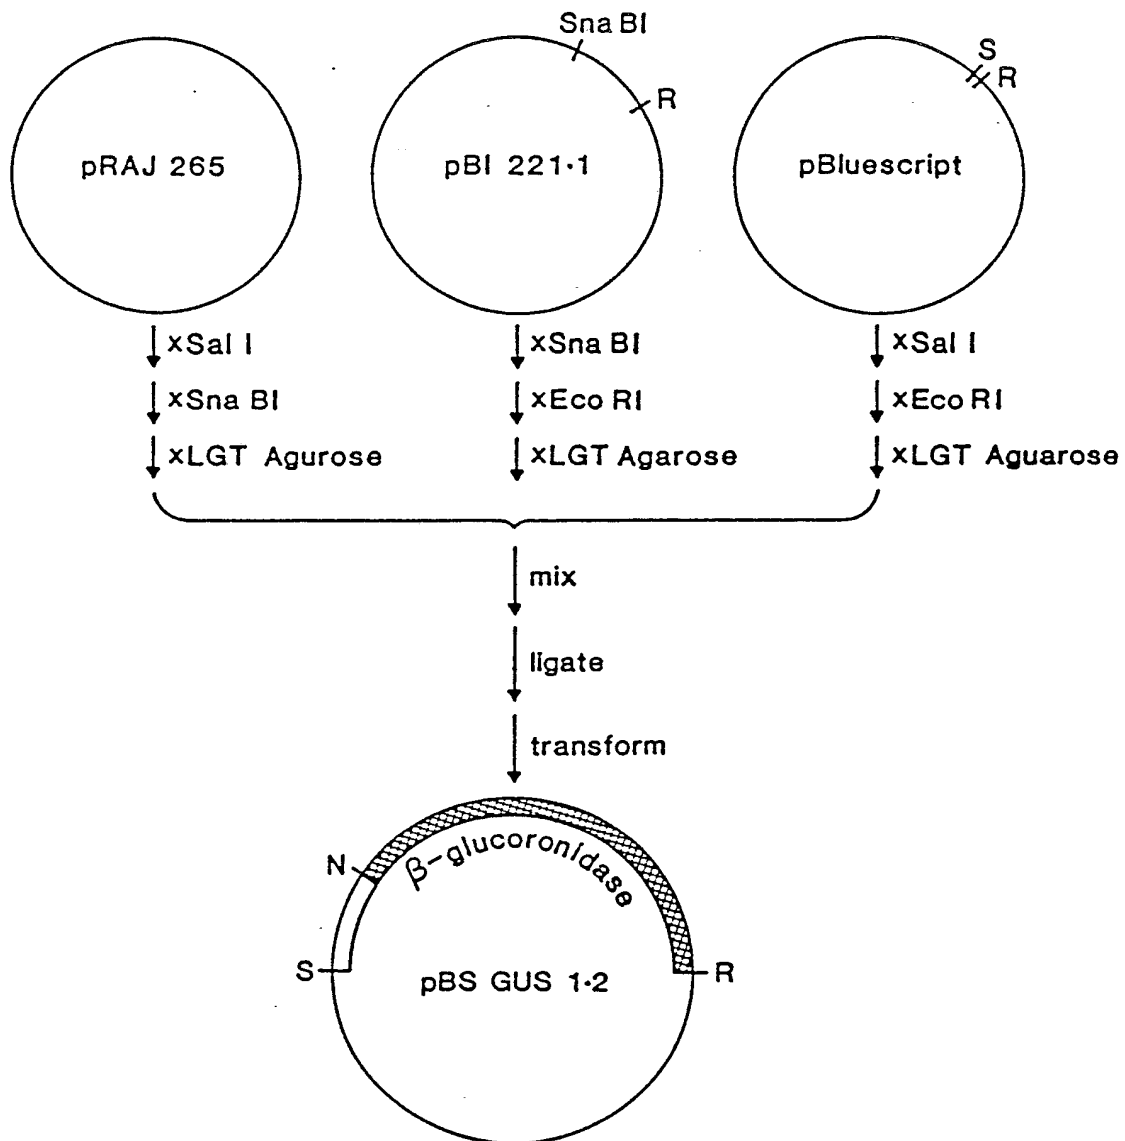 Sna BI
S
R
R
pRAJ 265
pBI 221·1
pBluescript
xSal I
xSna BI
xSal I
xSna BI
xEco RI
xEco RI
xLGT Agurose
xLGT Agarose
xLGT Aguarose
mix
ligate
transform
N
β-glucoronidase
S
R
pBS GUS 1·2